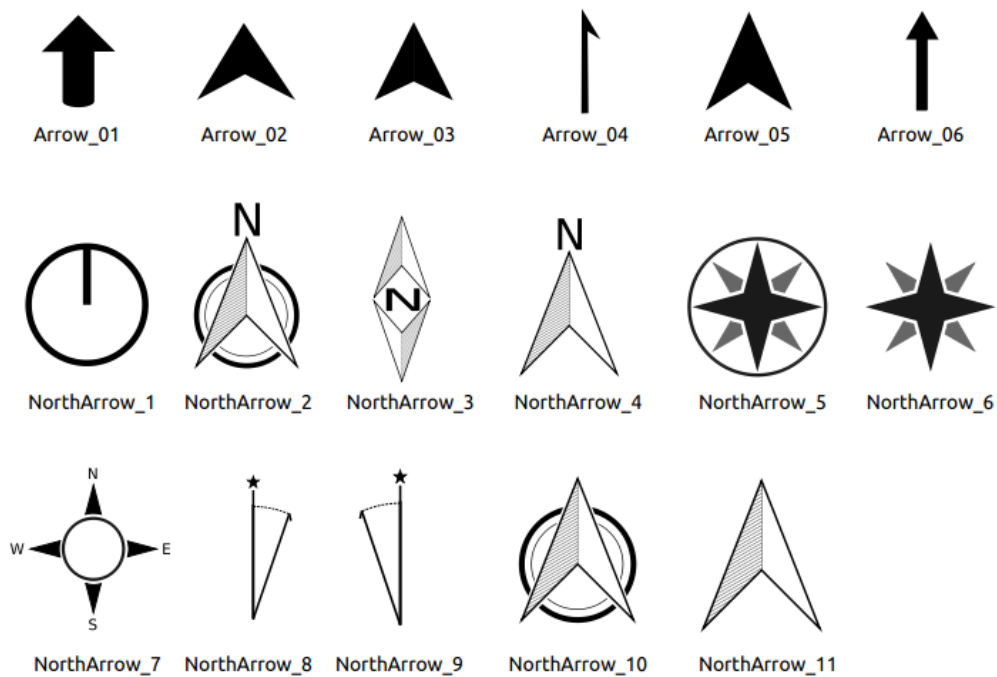 Arrow_01 Arrow_02 Arrow_03 Arrow_04 Arrow_05 Arrow_06
N N
N
NorthArrow_1 NorthArrow_2 NorthArrow_3 NorthArrow_4 NorthArrow_5 NorthArrow_6
N
W E
S
NorthArrow_7 NorthArrow_8 NorthArrow_9 NorthArrow_10 NorthArrow_11